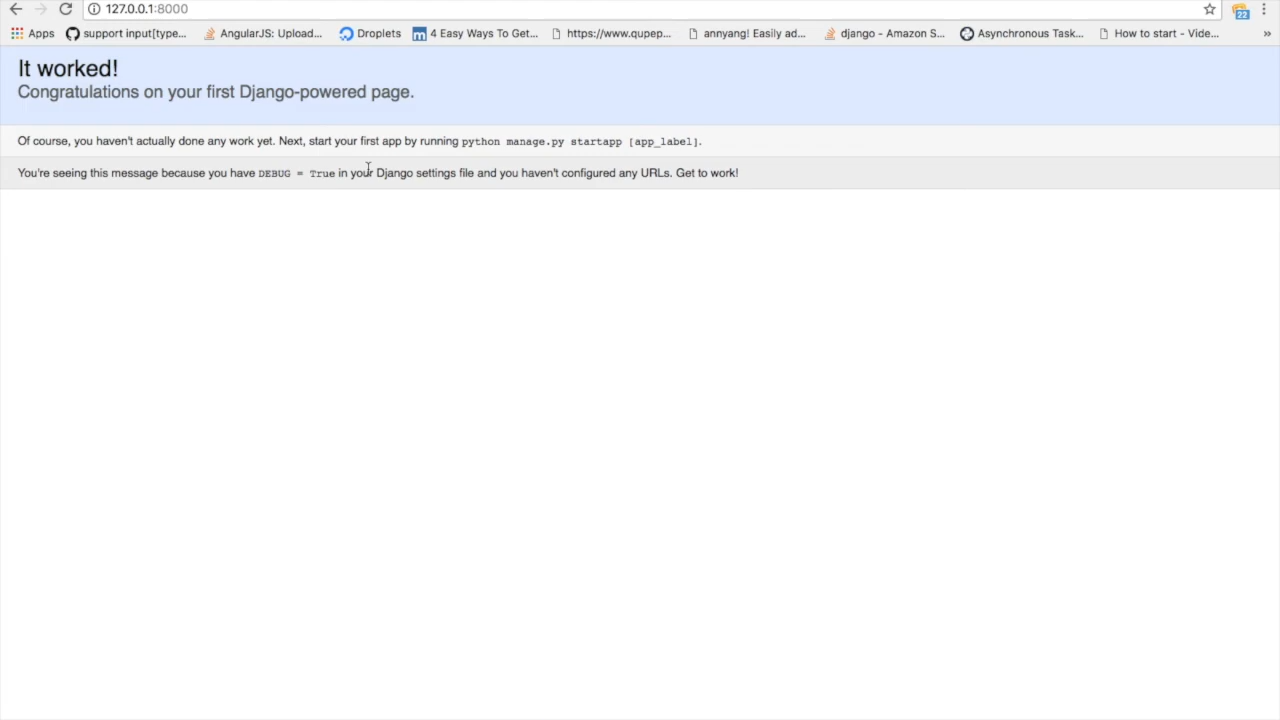 127.0.0.1:8000
Apps support input[type... AngularJS: Upload... Droplets 4 Easy Ways To Get... https://www.qupep... annyang! Easily ad... django - Amazon S... Asynchronous Task... How to start - Vide... »
22
It worked!
Congratulations on your first Django-powered page.
Of course, you haven't actually done any work yet. Next, start your first app by running python manage.py startapp [app_label].
You're seeing this message because you have DEBUG = True in your Django settings file and you haven't configured any URLs. Get to work!